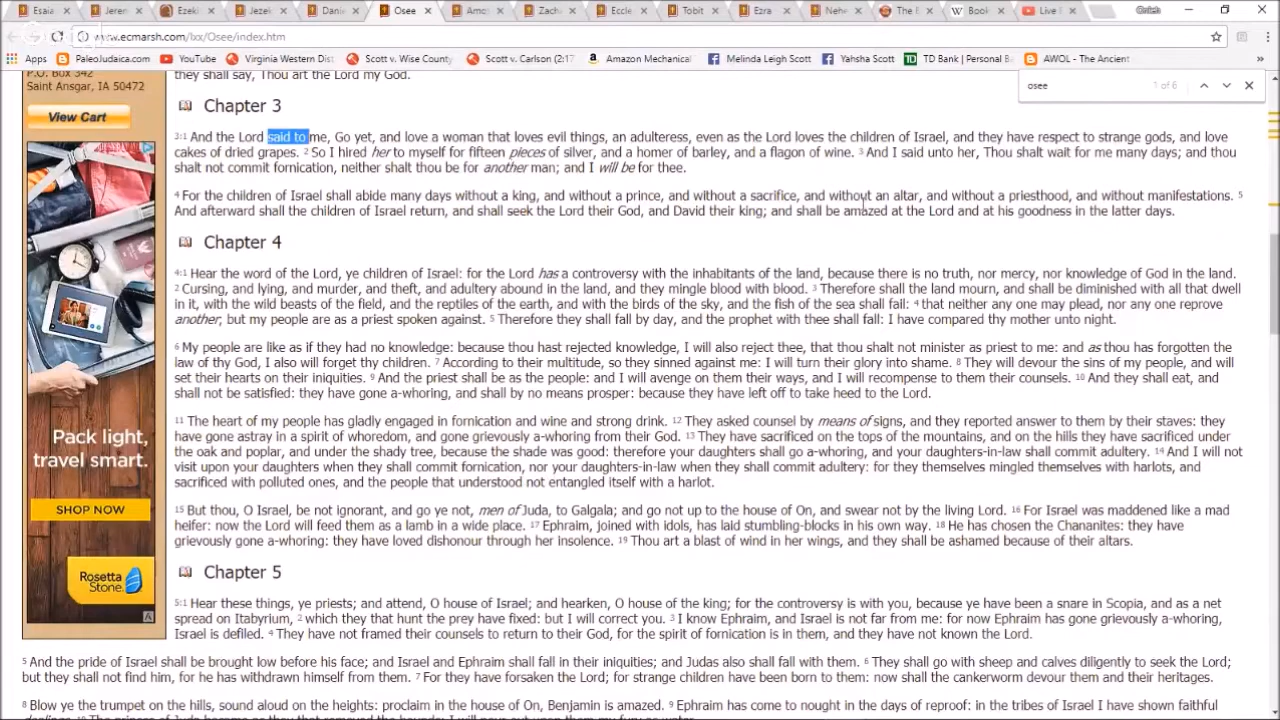 Esaia
Jerem
Ezeki
Jezek
Danie
Osee
Amo
Zach
Eccle
Tobit
Ezra
Neh
The
W Book
Live
www.ecmarsh.com/lxx/Osee/index.htm
Apps PaleoJudaica.com YouTube Virginia Western Dist Scott v. Wise County Scott v. Carlson (2:17 Amazon Mechanical Melinda Leigh Scott Yahsha Scott TD Bank | Personal B AWOL - The Ancient »
osee 1 of 6
P.O. Box 342
Saint Ansgar, IA 50472
View Cart
Pack light,
travel smart.
SHOP NOW
Rosetta
Stone
they shall say, Thou art the Lord my God.
Chapter 3
3:1 And the Lord said to me, Go yet, and love a woman that loves evil things, an adulteress, even as the Lord loves the children of Israel, and they have respect to strange gods, and love
cakes of dried grapes. 2 So I hired her to myself for fifteen pieces of silver, and a homer of barley, and a flagon of wine. 3 And I said unto her, Thou shalt wait for me many days; and thou
shalt not commit fornication, neither shalt thou be for another man; and I will be for thee.
4 For the children of Israel shall abide many days without a king, and without a prince, and without a sacrifice, and without an altar, and without a priesthood, and without manifestations. 5
And afterward shall the children of Israel return, and shall seek the Lord their God, and David their king; and shall be amazed at the Lord and at his goodness in the latter days.
Chapter 4
4:1 Hear the word of the Lord, ye children of Israel: for the Lord has a controversy with the inhabitants of the land, because there is no truth, nor mercy, nor knowledge of God in the land.
2 Cursing, and lying, and murder, and theft, and adultery abound in the land, and they mingle blood with blood. 3 Therefore shall the land mourn, and shall be diminished with all that dwell
in it, with the wild beasts of the field, and the reptiles of the earth, and with the birds of the sky, and the fish of the sea shall fail: 4 that neither any one may plead, nor any one reprove
another; but my people are as a priest spoken against. 5 Therefore they shall fall by day, and the prophet with thee shall fall: I have compared thy mother unto night.
6 My people are like as if they had no knowledge: because thou hast rejected knowledge, I will also reject thee, that thou shalt not minister as priest to me: and as thou has forgotten the
law of thy God, I also will forget thy children. 7 According to their multitude, so they sinned against me: I will turn their glory into shame. 8 They will devour the sins of my people, and will
set their hearts on their iniquities. 9 And the priest shall be as the people: and I will avenge on them their ways, and I will recompense to them their counsels. 10 And they shall eat, and
shall not be satisfied: they have gone a-whoring, and shall by no means prosper: because they have left off to take heed to the Lord.
11 The heart of my people has gladly engaged in fornication and wine and strong drink. 12 They asked counsel by means of signs, and they reported answer to them by their staves: they
have gone astray in a spirit of whoredom, and gone grievously a-whoring from their God. 13 They have sacrificed on the tops of the mountains, and on the hills they have sacrificed under
the oak and poplar, and under the shady tree, because the shade was good: therefore your daughters shall go a-whoring, and your daughters-in-law shall commit adultery. 14 And I will not
visit upon your daughters when they shall commit fornication, nor your daughters-in-law when they shall commit adultery: for they themselves mingled themselves with harlots, and
sacrificed with polluted ones, and the people that understood not entangled itself with a harlot.
15 But thou, O Israel, be not ignorant, and go ye not, men of Juda, to Galgala; and go not up to the house of On, and swear not by the living Lord. 16 For Israel was maddened like a mad
heifer: now the Lord will feed them as a lamb in a wide place. 17 Ephraim, joined with idols, has laid stumbling-blocks in his own way. 18 He has chosen the Chananites: they have
grievously gone a-whoring: they have loved dishonour through her insolence. 19 Thou art a blast of wind in her wings, and they shall be ashamed because of their altars.
Chapter 5
5:1 Hear these things, ye priests; and attend, O house of Israel; and hearken, O house of the king; for the controversy is with you, because ye have been a snare in Scopia, and as a net
spread on Itabyrium, 2 which they that hunt the prey have fixed: but I will correct you. 3 I know Ephraim, and Israel is not far from me: for now Ephraim has gone grievously a-whoring,
Israel is defiled. 4 They have not framed their counsels to return to their God, for the spirit of fornication is in them, and they have not known the Lord.
5 And the pride of Israel shall be brought low before his face; and Israel and Ephraim shall fall in their iniquities; and Judas also shall fall with them. 6 They shall go with sheep and calves diligently to seek the Lord;
but they shall not find him, for he has withdrawn himself from them. 7 For they have forsaken the Lord; for strange children have been born to them: now shall the cankerworm devour them and their heritages.
8 Blow ye the trumpet on the hills, sound aloud on the heights: proclaim in the house of On, Benjamin is amazed. 9 Ephraim has come to nought in the days of reproof: in the tribes of Israel I have shown faithful